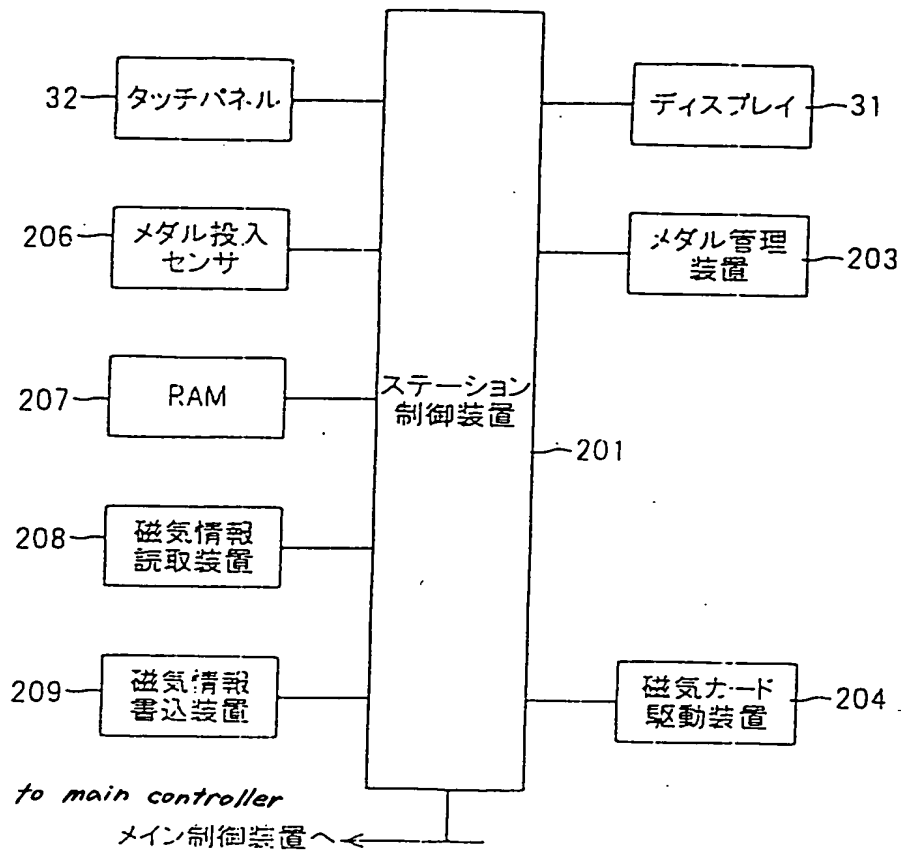 32
タッチパネル
ディスプレイ
31
206
メダル投入
センサ
メダル管理
装置
203
207
RAM
ステーション
制御装置
201
208
磁気情報
読取装置
209
磁気情報
書込装置
磁気カード
駆動装置
204
to main controller
メイン制御装置へ